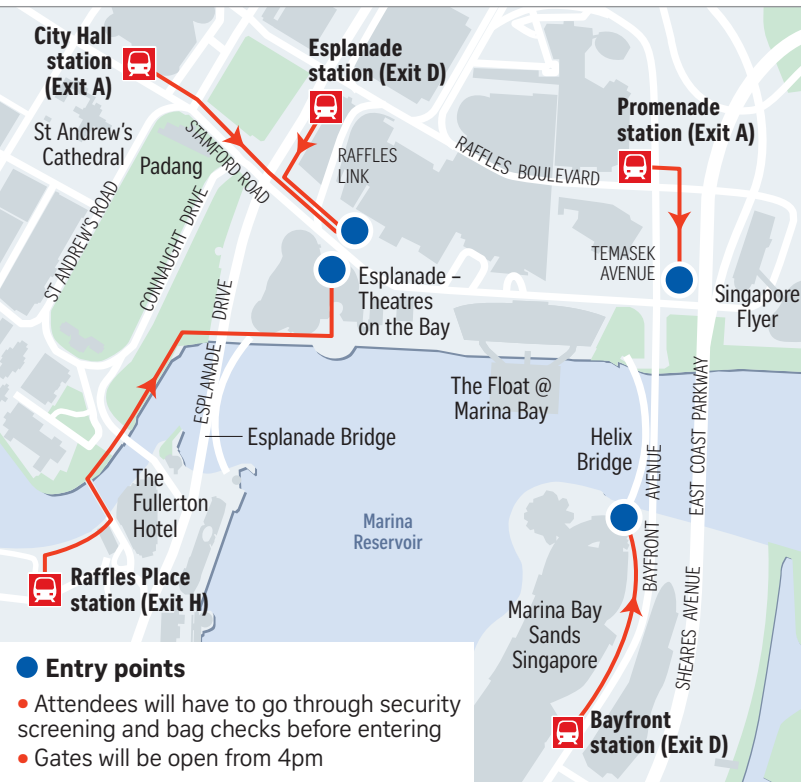 City Hall
station
(Exit A)
Esplanade
station (Exit D)
Promenade
station (Exit A)
St Andrew's
Cathedral
Padang
STAMFORD ROAD
RAFFLES
LINK
RAFFLES BOULEVARD
ST ANDREW'S ROAD
CONNAUGHT DRIVE
ESPLANADE DRIVE
Esplanade –
Theatres
on the Bay
TEMASEK
AVENUE
Singapore
Flyer
The Float @
Marina Bay
Esplanade Bridge
Helix
Bridge
BAYFRONT AVENUE
EAST COAST PARKWAY
The
Fullerton
Hotel
Marina
Reservoir
Raffles Place
station (Exit H)
Marina Bay
Sands
Singapore
SHEARES AVENUE
Bayfront
station (Exit D)
Entry points
• Attendees will have to go through security
screening and bag checks before entering
• Gates will be open from 4pm